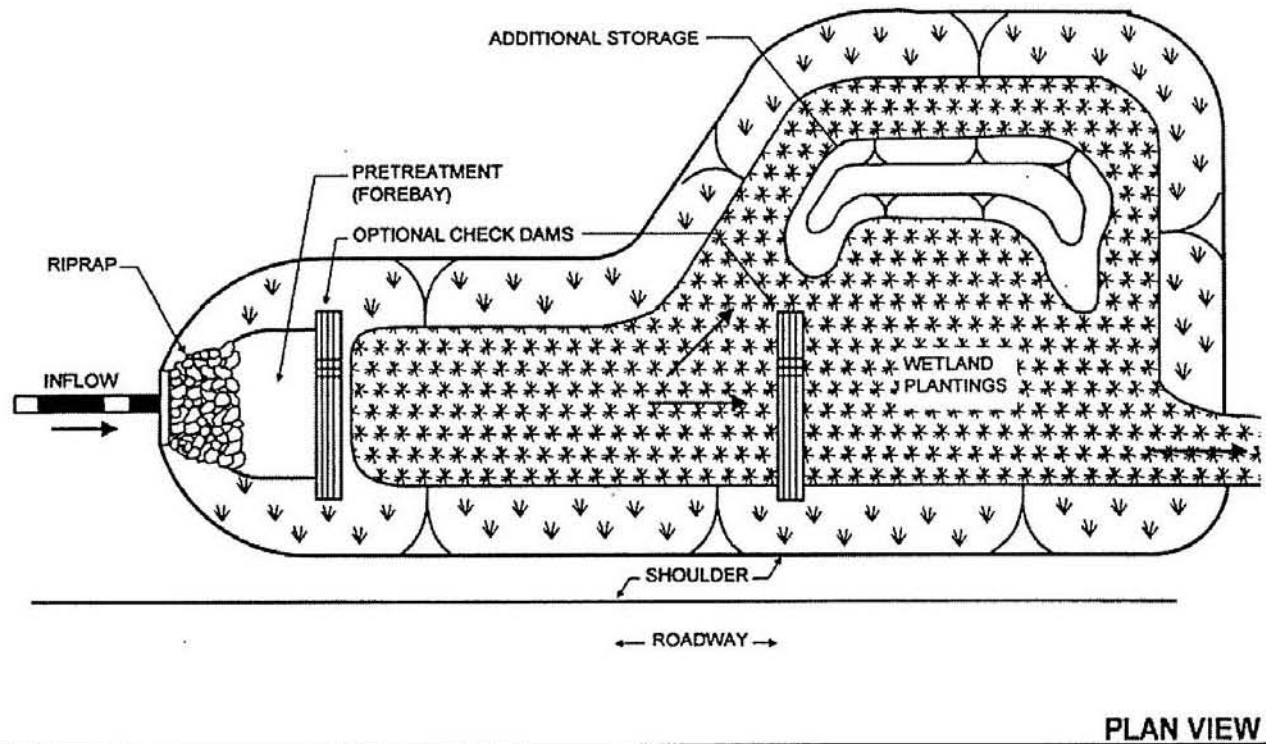 ADDITIONAL STORAGE
PRETREATMENT
(FOREBAY)
OPTIONAL CHECK DAMS
RIPRAP
INFLOW
WETLAND
PLANTINGS
SHOULDER
ROADWAY
PLAN VIEW